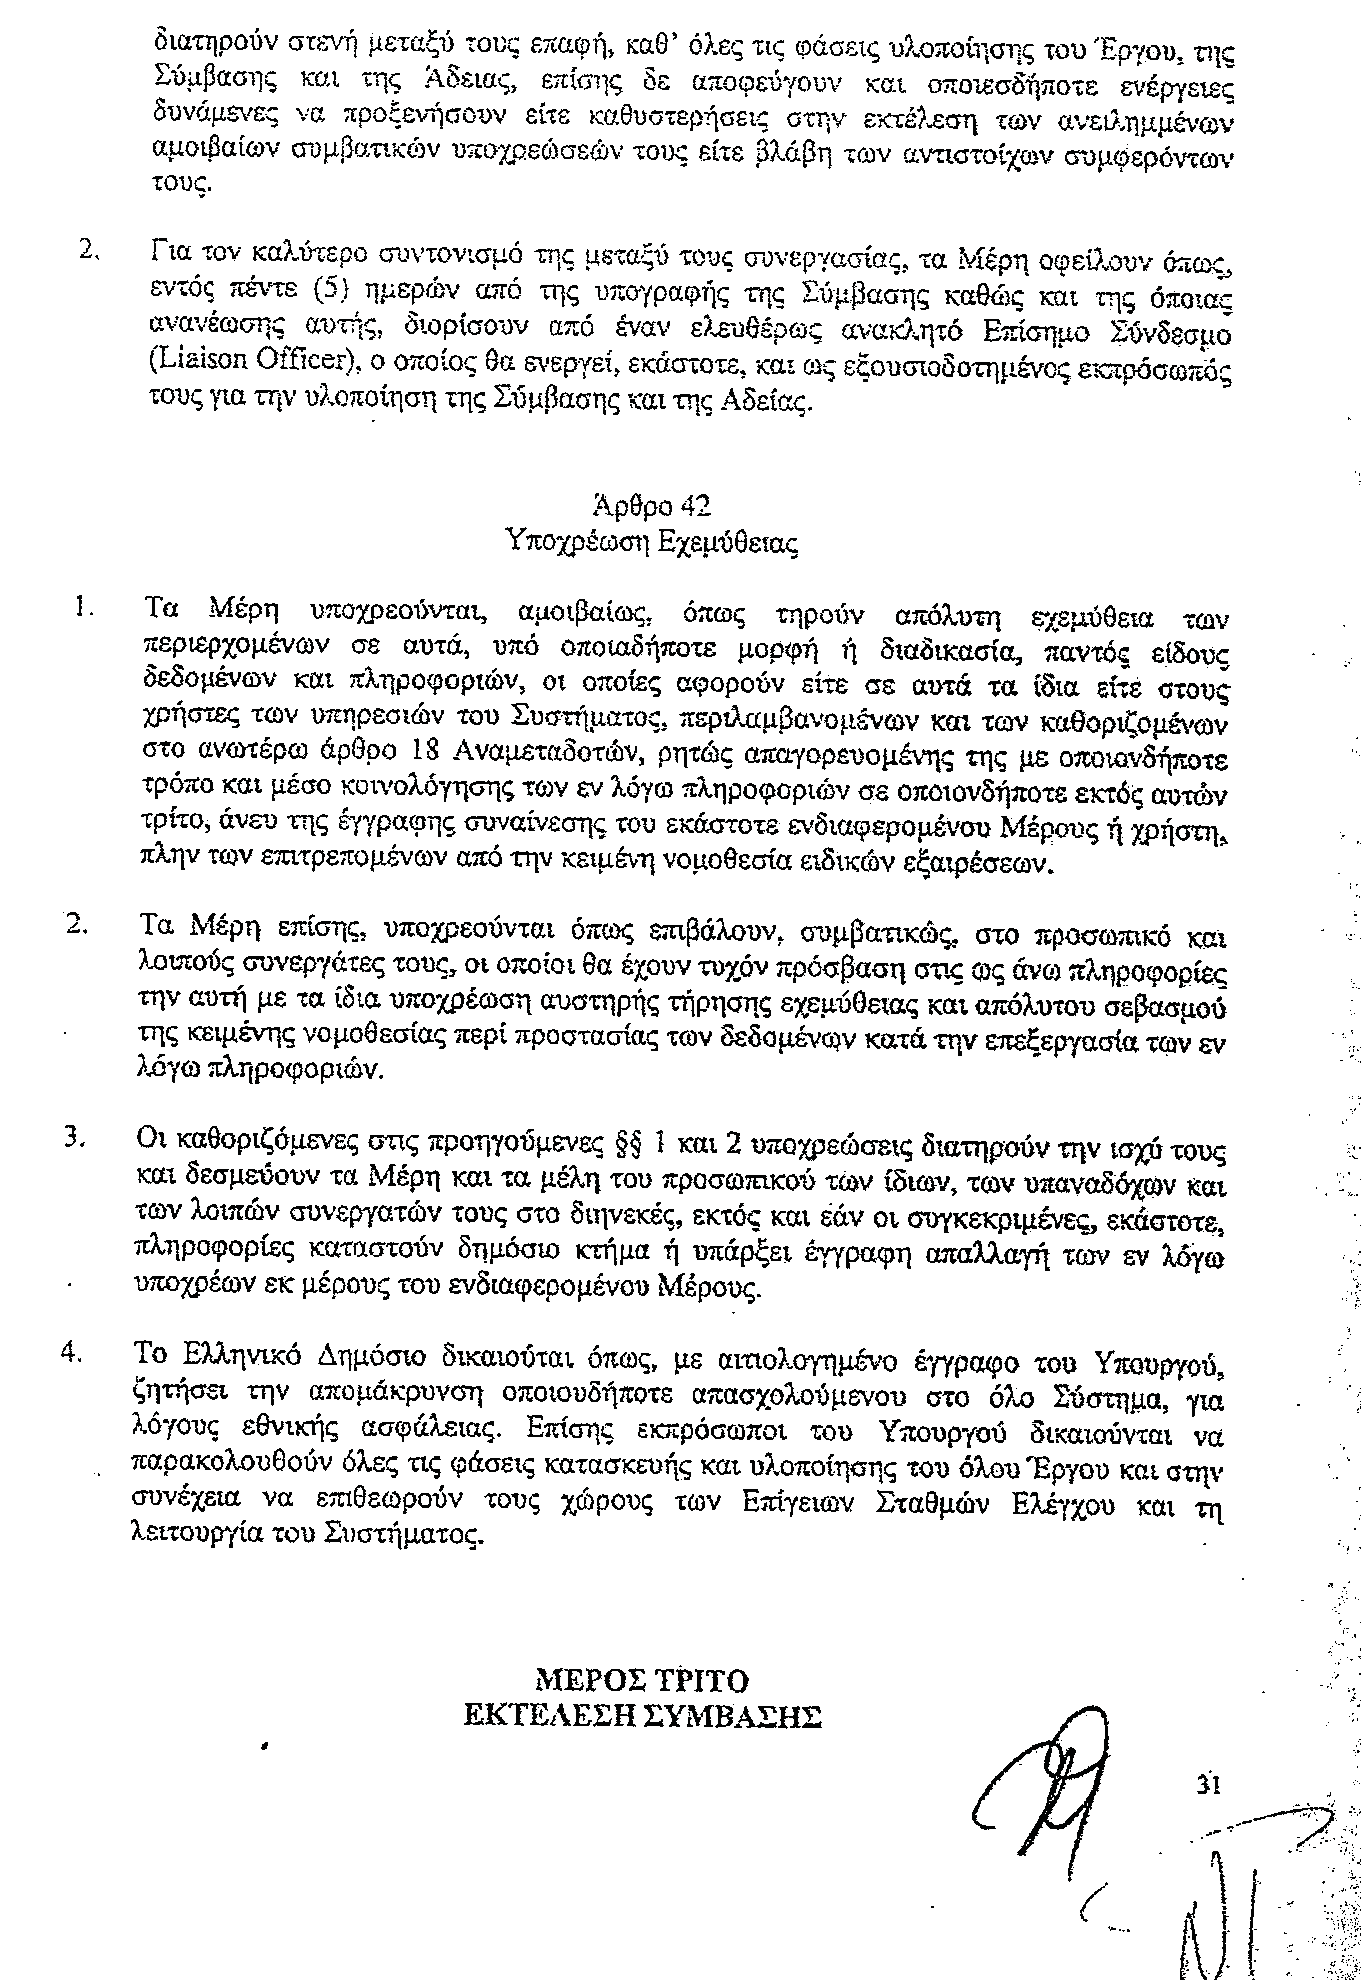 διατηρούν στενή μεταξύ τους επαφή, καθ’ όλες τις φάσεις υλοποίησης του Έργου, της
Σύμβασης και της Άδειας, επίσης δε αποφεύγουν και οποιεσδήποτε ενέργειες
δυνάμενες να προξενήσουν είτε καθυστερήσεις στην εκτέλεση των ανειλημμένων
αμοιβαίων συμβατικών υποχρεώσεών τους είτε βλάβη των αντιστοίχων συμφερόντων
τους.
2. Για τον καλύτερο συντονισμό της μεταξύ τους συνεργασίας, τα Μέρη οφείλουν όπως,
εντός πέντε (5) ημερών από της υπογραφής της Σύμβασης καθώς και της όποιας
ανανέωσης αυτής, διορίσουν από έναν ελευθέρως ανακλητό Επίσημο Σύνδεσμο
(Liaison Officer), ο οποίος θα ενεργεί, εκάστοτε, και ως εξουσιοδοτημένος εκπρόσωπός
τους για την υλοποίηση της Σύμβασης και της Αδείας.
Άρθρο 42
Υποχρέωση Εχεμύθειας
1. Τα Μέρη υποχρεούνται, αμοιβαίως, όπως τηρούν απόλυτη εχεμύθεια των
περιερχομένων σε αυτά, υπό οποιαδήποτε μορφή ή διαδικασία, παντός είδους
δεδομένων και πληροφοριών, οι οποίες αφορούν είτε σε αυτά τα ίδια είτε στους
χρήστες των υπηρεσιών του Συστήματος, περιλαμβανομένων και των καθοριζομένων
στο ανωτέρω άρθρο 18 Αναμεταδοτών, ρητώς απαγορευομένης της με οποιονδήποτε
τρόπο και μέσο κοινολόγησης των εν λόγω πληροφοριών σε οποιονδήποτε εκτός αυτών
τρίτο, άνευ της έγγραφης συναίνεσης του εκάστοτε ενδιαφερομένου Μέρους ή χρήστη,
πλην των επιτρεπομένων από την κειμένη νομοθεσία ειδικών εξαιρέσεων.
2. Τα Μέρη επίσης, υποχρεούνται όπως επιβάλουν, συμβατικώς, στο προσωπικό και
λοιπούς συνεργάτες τους, οι οποίοι θα έχουν τυχόν πρόσβαση στις ως άνω πληροφορίες
την αυτή με τα ίδια υποχρέωση αυστηρής τήρησης εχεμύθειας και απόλυτου σεβασμού
της κειμένης νομοθεσίας περί προστασίας των δεδομένων κατά την επεξεργασία των εν
λόγω πληροφοριών.
3. Οι καθοριζόμενες στις προηγούμενες §§ 1 και 2 υποχρεώσεις διατηρούν την ισχύ τους
και δεσμεύουν τα Μέρη και τα μέλη του προσωπικού των ίδιων, των υπαναδόχων και
των λοιπών συνεργατών τους στο διηνεκές, εκτός και εάν οι συγκεκριμένες, εκάστοτε,
πληροφορίες καταστούν δημόσιο κτήμα ή υπάρξει έγγραφη απαλλαγή των εν λόγω
υποχρέων εκ μέρους του ενδιαφερομένου Μέρους.
4. Το Ελληνικό Δημόσιο δικαιούται όπως, με αιτιολογημένο έγγραφο του Υπουργού,
ζητήσει την απομάκρυνση οποιουδήποτε απασχολούμενου στο όλο Σύστημα, για
λόγους εθνικής ασφάλειας. Επίσης εκπρόσωποι του Υπουργού δικαιούνται να
παρακολουθούν όλες τις φάσεις κατασκευής και υλοποίησης του όλου Έργου και στην
συνέχεια να επιθεωρούν τους χώρους των Επίγειων Σταθμών Ελέγχου και τη
λειτουργία του Συστήματος.
ΜΕΡΟΣ ΤΡΙΤΟ
ΕΚΤΕΛΕΣΗ ΣΥΜΒΑΣΗΣ
31